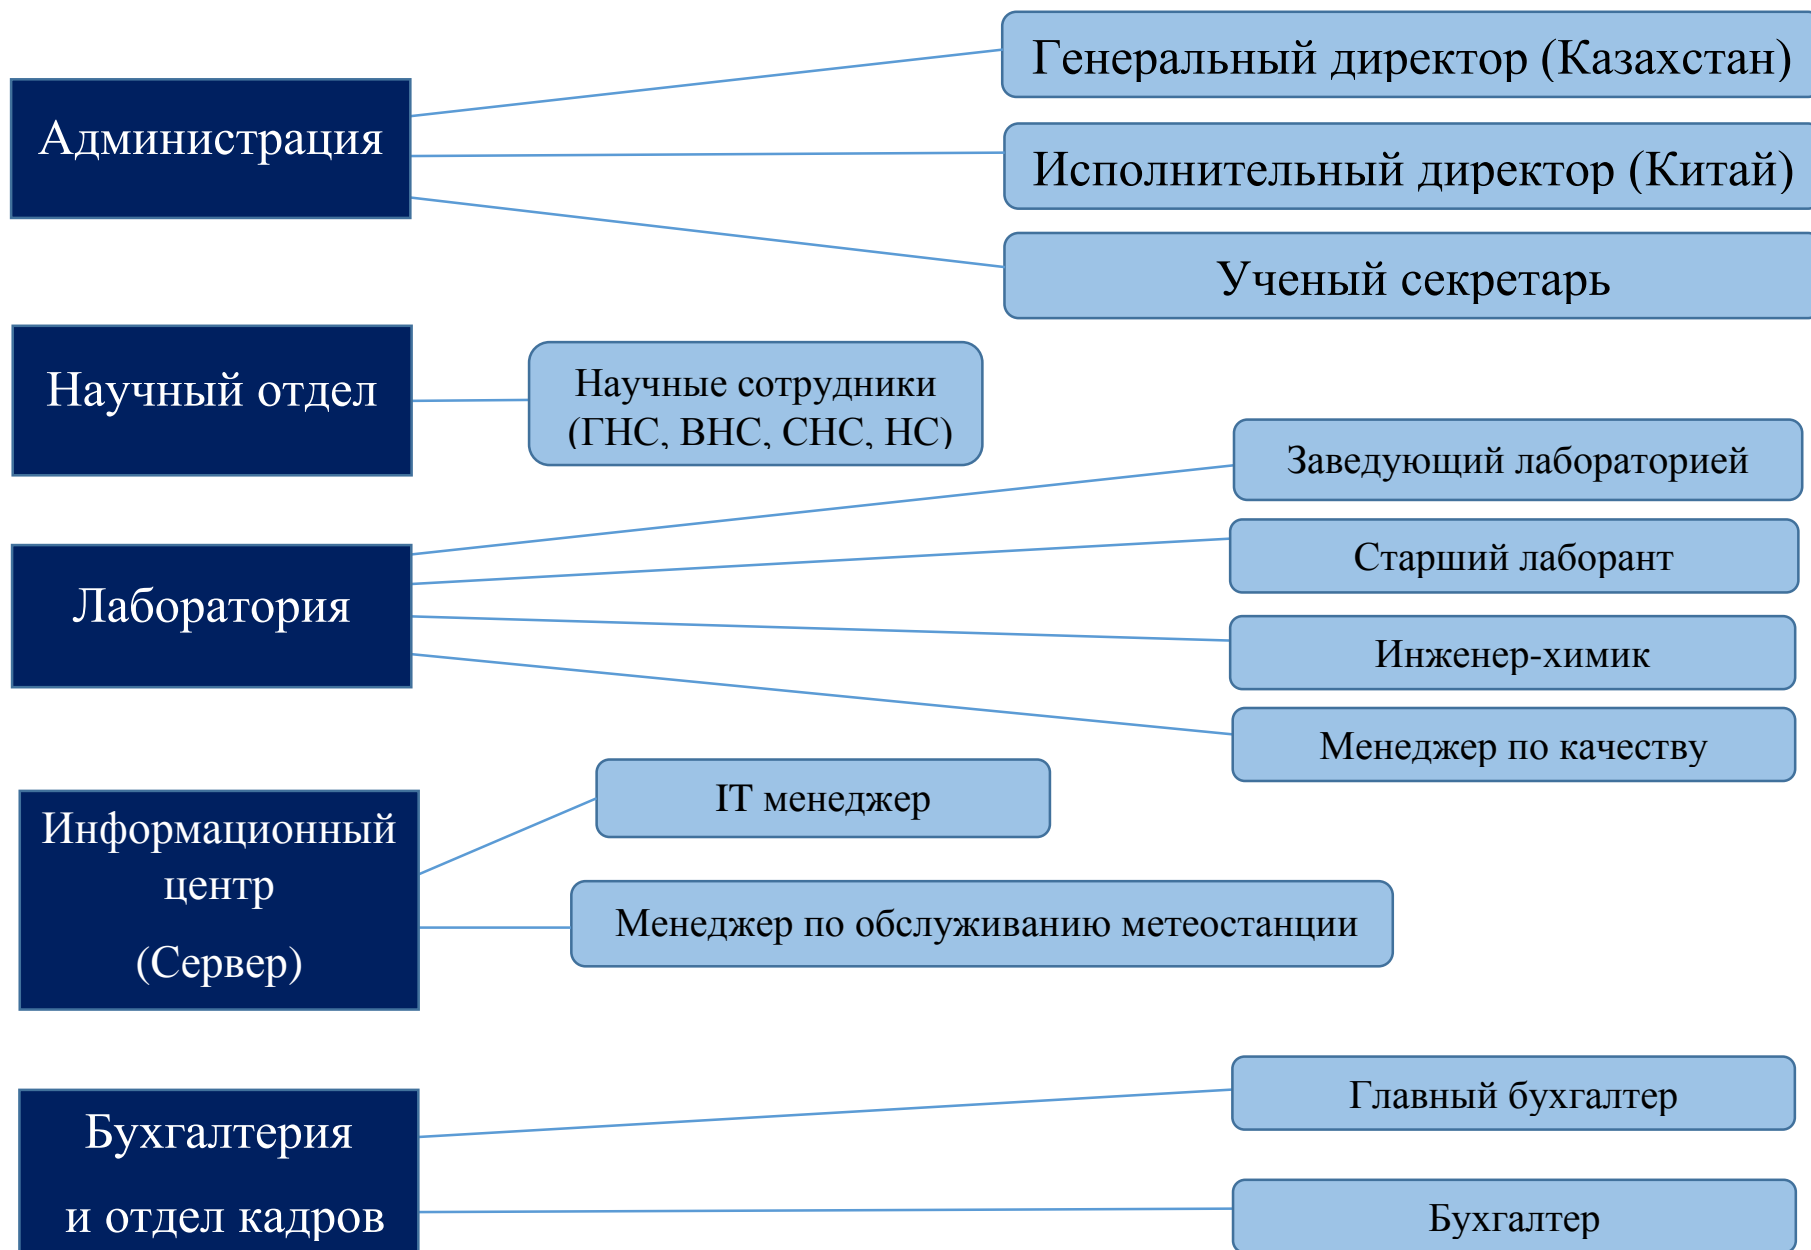 Администрация
Генеральный директор (Казахстан)
Исполнительный директор (Китай)
Ученый секретарь
Научный отдел
Научные сотрудники
(ГНС, ВНС, СНС, НС)
Лаборатория
Заведующий лабораторией
Старший лаборант
Инженер-химик
Менеджер по качеству
Информационный
центр
(Сервер)
IT менеджер
Менеджер по обслуживанию метеостанции
Бухгалтерия
и отдел кадров
Главный бухгалтер
Бухгалтер